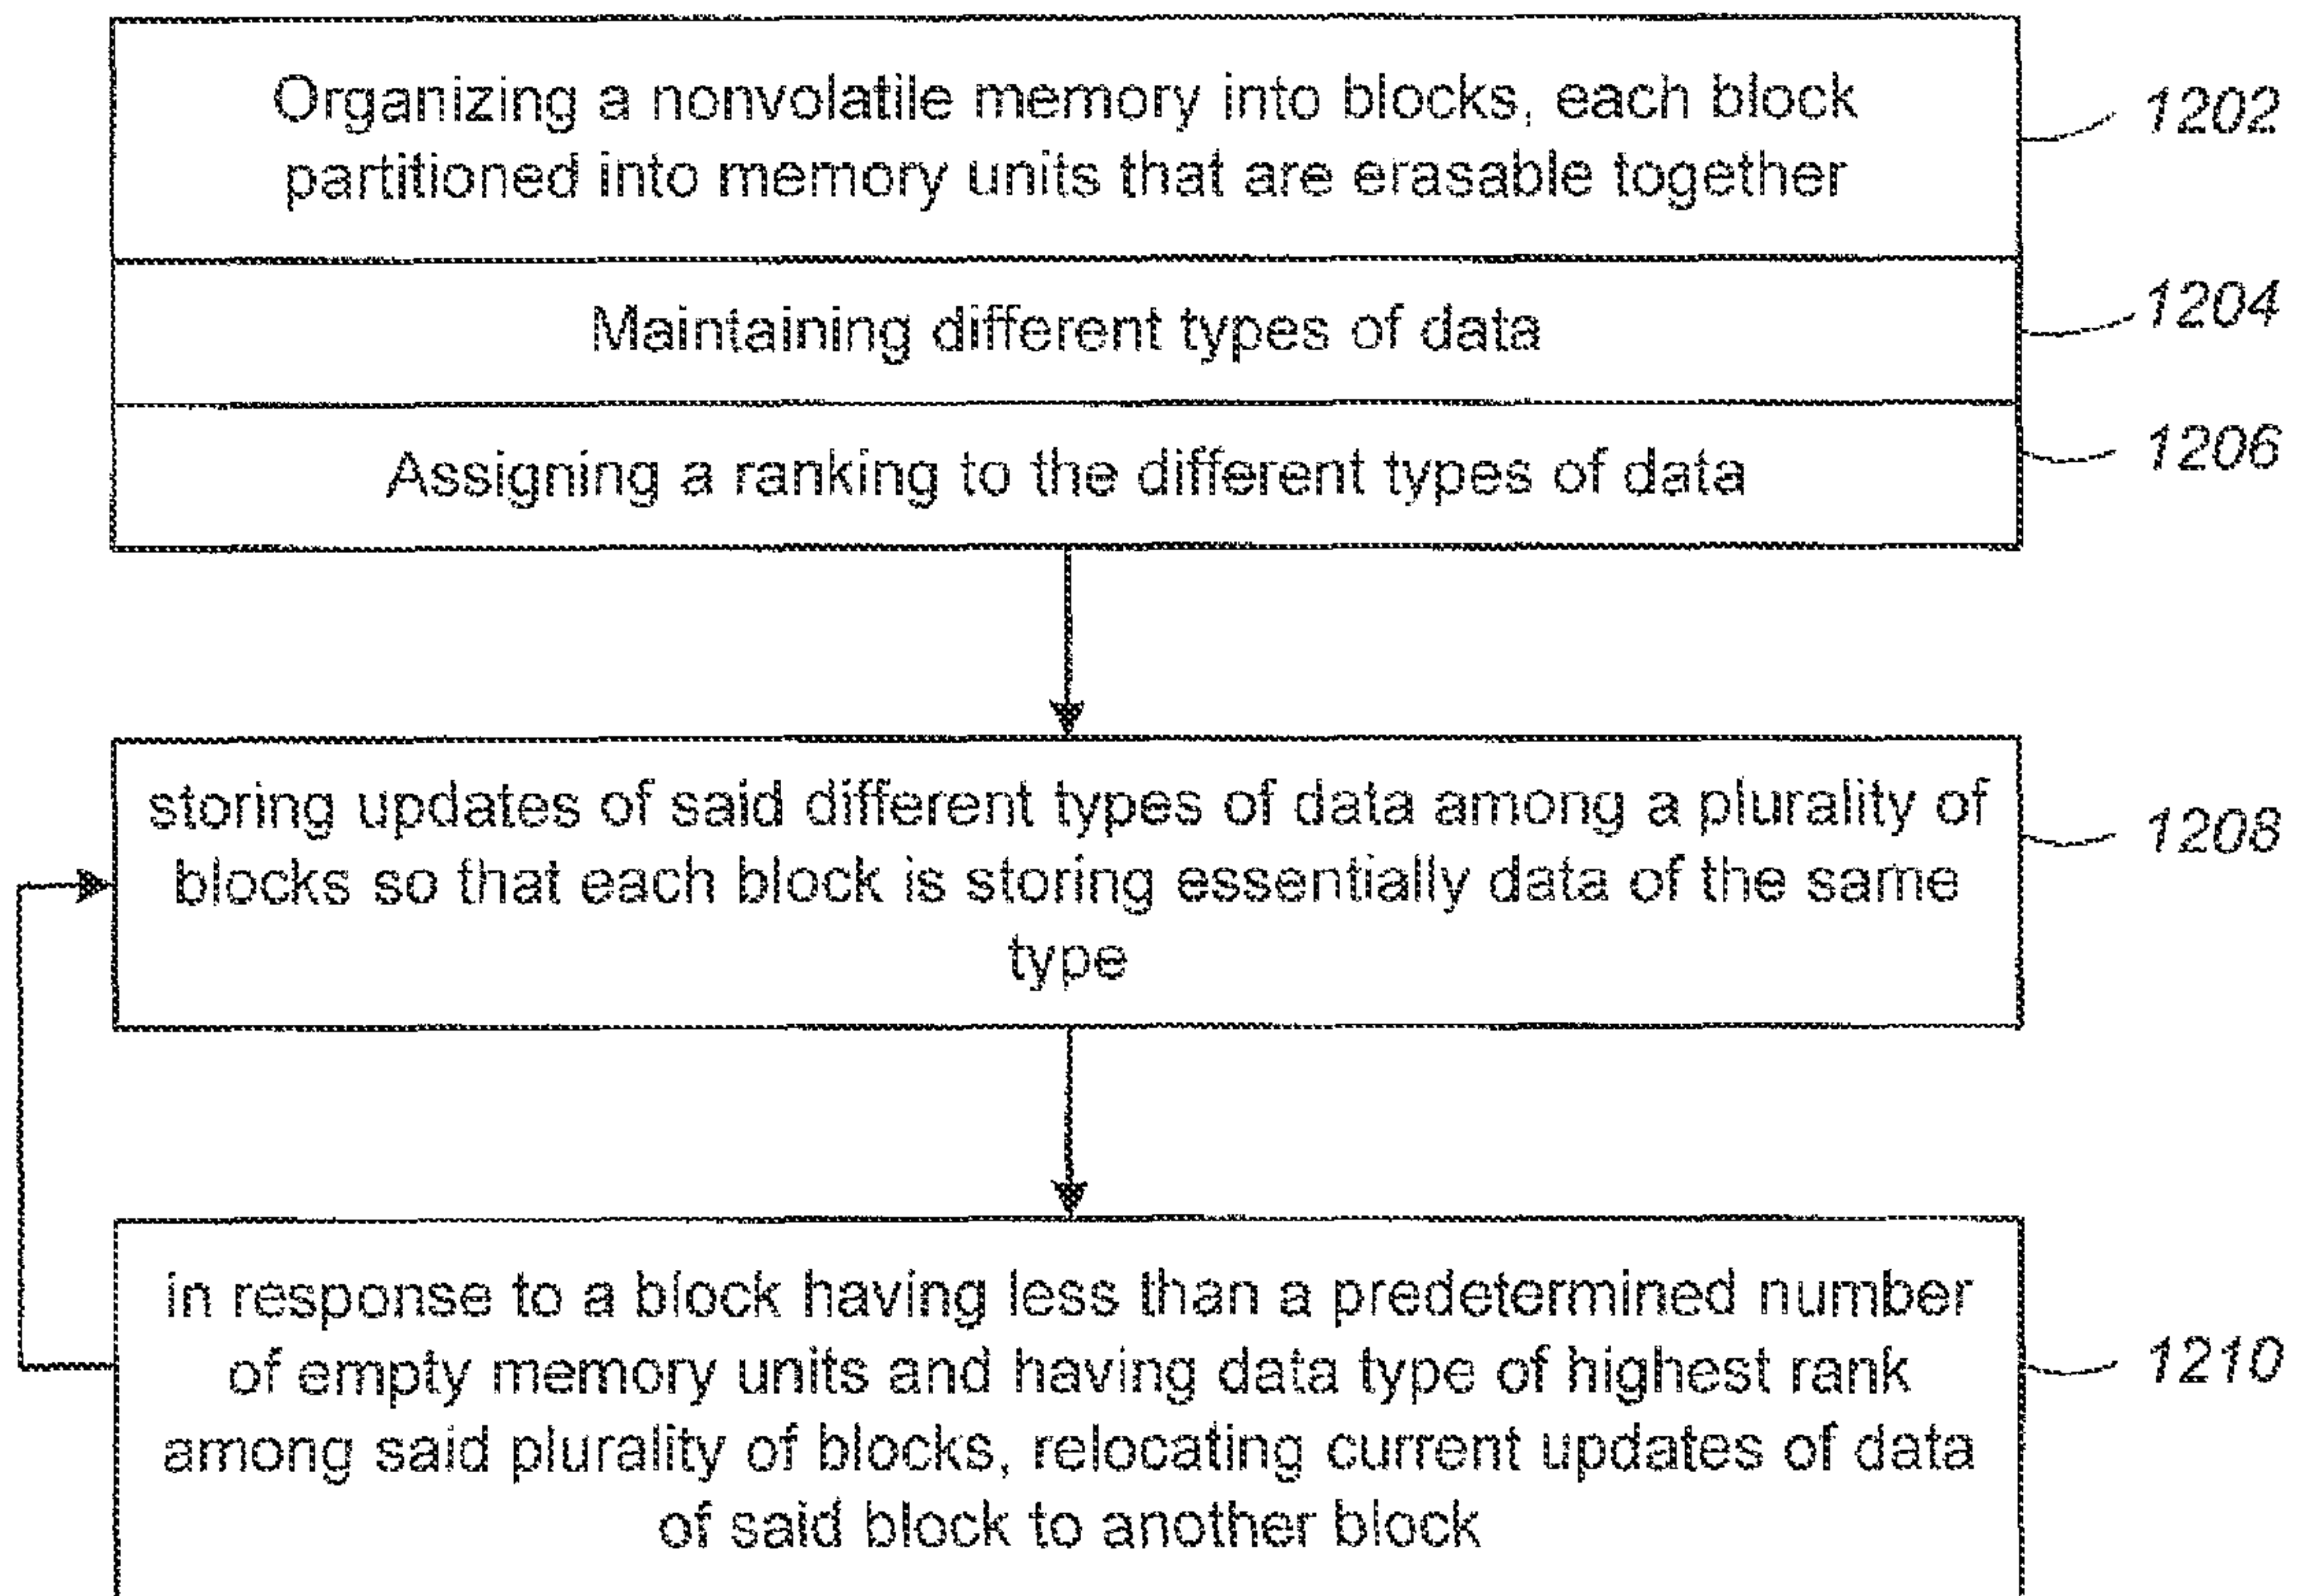 Organizing a nonvolatile memory into blocks, each block
partitioned into memory units that are erasable together
1202
Maintaining different types of data
1204
Assigning a ranking to the different types of data
1206
storing updates of said different types of data among a plurality of
blocks so that each block is storing essentially data of the same
type
1208
in response to a block having less than a predetermined number
of empty memory units and having data type of highest rank
among said plurality of blocks, relocating current updates of data
of said block to another block
1210